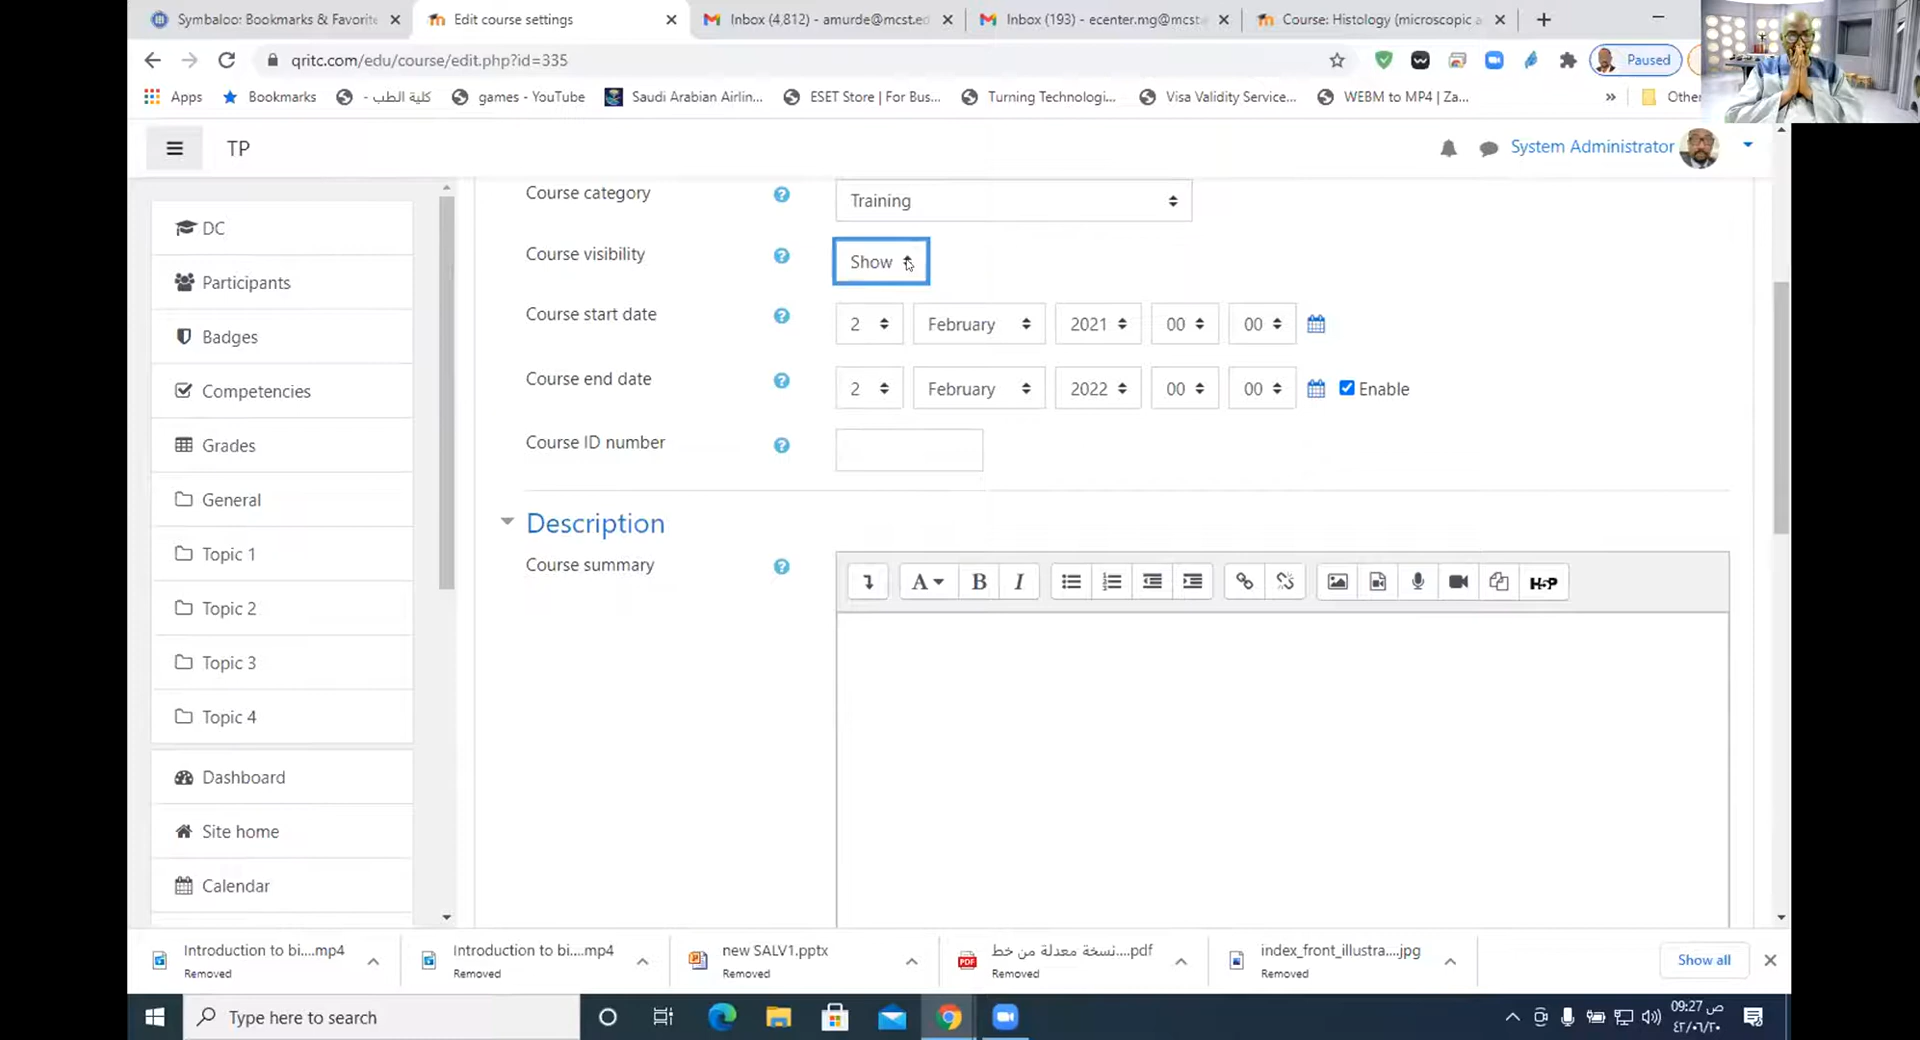 Symbaloo: Bookmarks & Favorite
Edit course settings
Inbox (4,812) - amurde@mcst.ed
Inbox (193) - ecenter.mg@mcst
Course: Histology (microscopic a
qritc.com/edu/course/edit.php?id=335
Paused
Apps
Bookmarks
كلية الطب -
games - YouTube
Saudi Arabian Airlin...
ESET Store | For Bus...
Turning Technologi...
Visa Validity Service...
WEBM to MP4 | Za...
»
Other
TP
System Administrator
DC
Participants
Badges
Competencies
Grades
General
Topic 1
Topic 2
Topic 3
Topic 4
Dashboard
Site home
Calendar
Course category
Training
Course visibility
Show
Course start date
2 February 2021 00 00
Course end date
2 February 2022 00 00 Enable
Course ID number
Description
Course summary
A B I
H5P
Introduction to bi....mp4
Removed
Introduction to bi....mp4
Removed
new SALV1.pptx
Removed
نسخة معدلة من خط....pdf
Removed
index_front_illustra....jpg
Removed
Show all
Type here to search
09:27 ص
٤٢/٠٦/٢٠